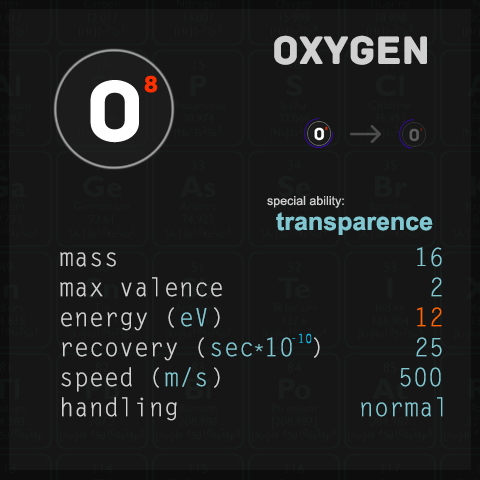 OXYGEN
O 8
O → O
special ability:
transparence
mass 16
max valence 2
energy (eV) 12
recovery (sec*10^-10) 25
speed (m/s) 500
handling normal